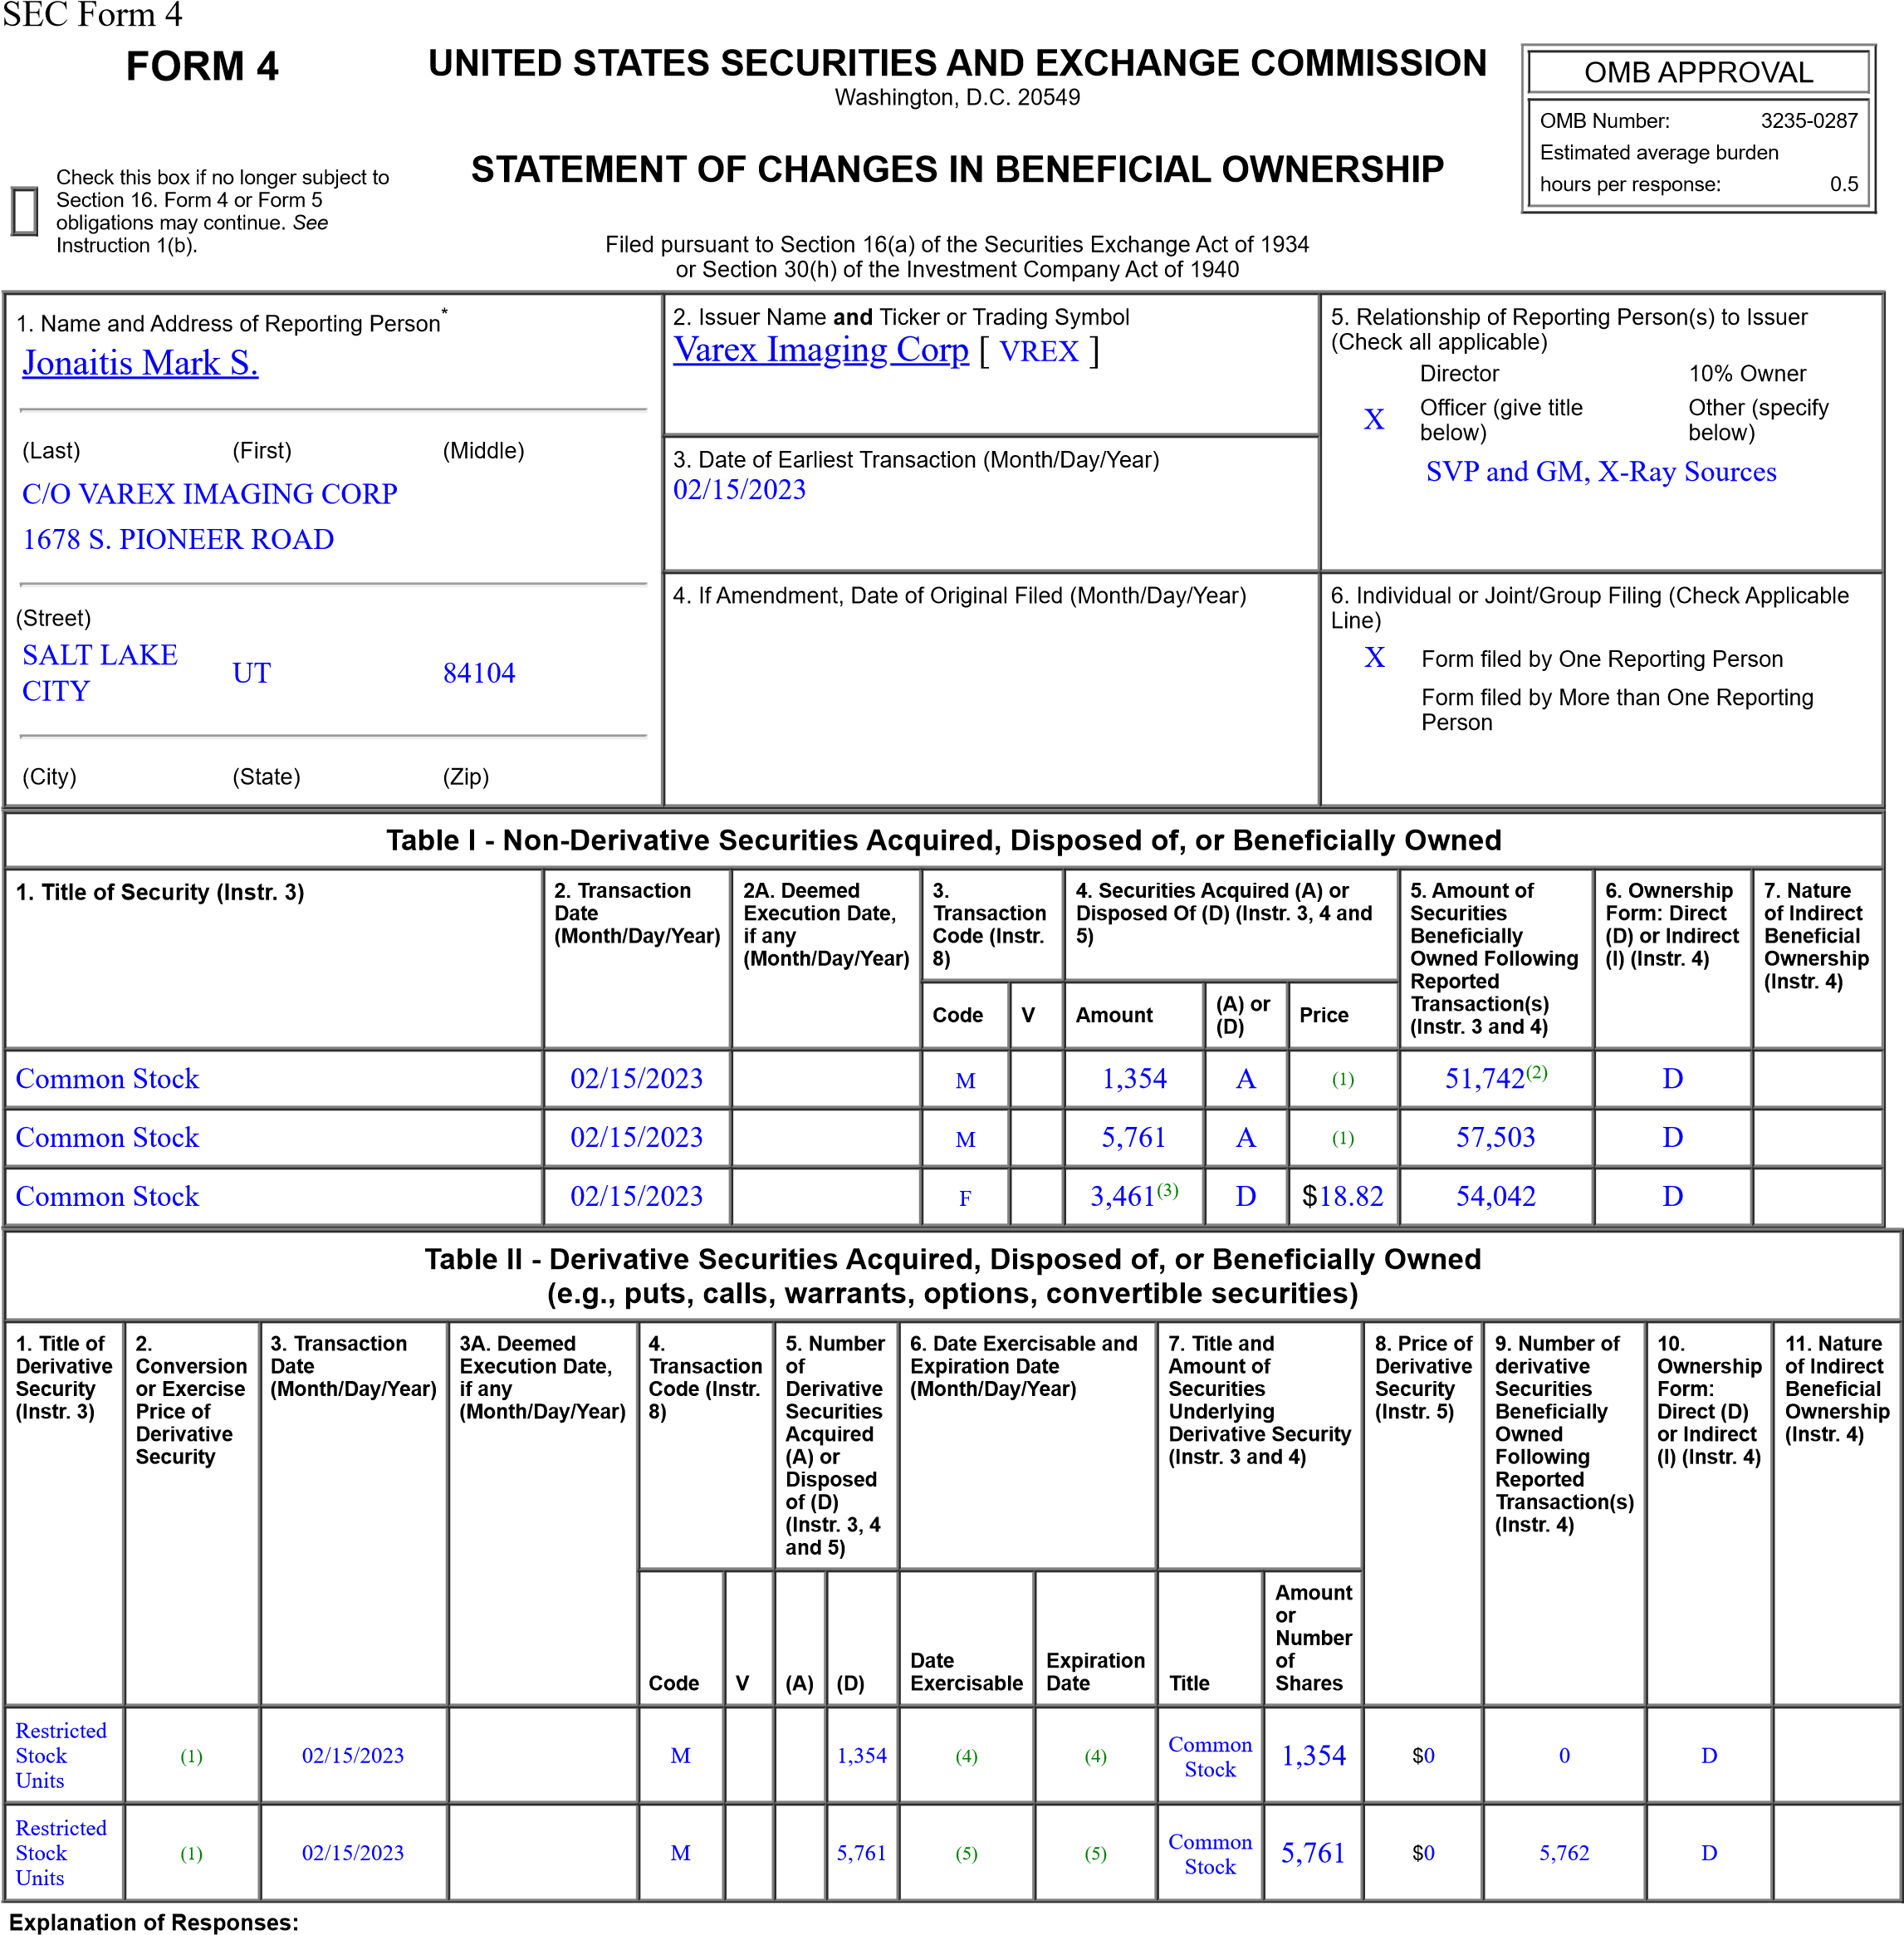 SEC Form 4
FORM 4
UNITED STATES SECURITIES AND EXCHANGE COMMISSION
Washington, D.C. 20549
STATEMENT OF CHANGES IN BENEFICIAL OWNERSHIP
Filed pursuant to Section 16(a) of the Securities Exchange Act of 1934
or Section 30(h) of the Investment Company Act of 1940
OMB APPROVAL
OMB Number: 3235-0287
Estimated average burden
hours per response: 0.5
Check this box if no longer subject to
Section 16. Form 4 or Form 5
obligations may continue. See
Instruction 1(b).
1. Name and Address of Reporting Person*
Jonaitis Mark S.
(Last) (First) (Middle)
C/O VAREX IMAGING CORP
1678 S. PIONEER ROAD
(Street)
SALT LAKE
CITY UT 84104
(City) (State) (Zip)
2. Issuer Name and Ticker or Trading Symbol
Varex Imaging Corp [ VREX ]
3. Date of Earliest Transaction (Month/Day/Year)
02/15/2023
4. If Amendment, Date of Original Filed (Month/Day/Year)
5. Relationship of Reporting Person(s) to Issuer
(Check all applicable)
Director 10% Owner
X Officer (give title
below) Other (specify
below)
SVP and GM, X-Ray Sources
6. Individual or Joint/Group Filing (Check Applicable
Line)
X Form filed by One Reporting Person
Form filed by More than One Reporting
Person
Table I - Non-Derivative Securities Acquired, Disposed of, or Beneficially Owned
1. Title of Security (Instr. 3)
2. Transaction
Date
(Month/Day/Year)
2A. Deemed
Execution Date,
if any
(Month/Day/Year)
3.
Transaction
Code (Instr.
8)
4. Securities Acquired (A) or
Disposed Of (D) (Instr. 3, 4 and
5)
5. Amount of
Securities
Beneficially
Owned Following
Reported
Transaction(s)
(Instr. 3 and 4)
6. Ownership
Form: Direct
(D) or Indirect
(I) (Instr. 4)
7. Nature
of Indirect
Beneficial
Ownership
(Instr. 4)
Code V Amount (A) or
(D) Price
Common Stock 02/15/2023 M 1,354 A (1) 51,742(2) D
Common Stock 02/15/2023 M 5,761 A (1) 57,503 D
Common Stock 02/15/2023 F 3,461(3) D $18.82 54,042 D
Table II - Derivative Securities Acquired, Disposed of, or Beneficially Owned
(e.g., puts, calls, warrants, options, convertible securities)
1. Title of
Derivative
Security
(Instr. 3)
2.
Conversion
or Exercise
Price of
Derivative
Security
3. Transaction
Date
(Month/Day/Year)
3A. Deemed
Execution Date,
if any
(Month/Day/Year)
4.
Transaction
Code (Instr.
8)
5. Number
of
Derivative
Securities
Acquired
(A) or
Disposed
of (D)
(Instr. 3, 4
and 5)
6. Date Exercisable and
Expiration Date
(Month/Day/Year)
7. Title and
Amount of
Securities
Underlying
Derivative Security
(Instr. 3 and 4)
8. Price of
Derivative
Security
(Instr. 5)
9. Number of
derivative
Securities
Beneficially
Owned
Following
Reported
Transaction(s)
(Instr. 4)
10.
Ownership
Form:
Direct (D)
or Indirect
(I) (Instr. 4)
11. Nature
of Indirect
Beneficial
Ownership
(Instr. 4)
Code V (A) (D)
Date
Exercisable
Expiration
Date
Title
Amount
or
Number
of
Shares
Restricted
Stock
Units
(1) 02/15/2023 M 1,354 (4) (4) Common
Stock 1,354 $0 0 D
Restricted
Stock
Units
(1) 02/15/2023 M 5,761 (5) (5) Common
Stock 5,761 $0 5,762 D
Explanation of Responses: